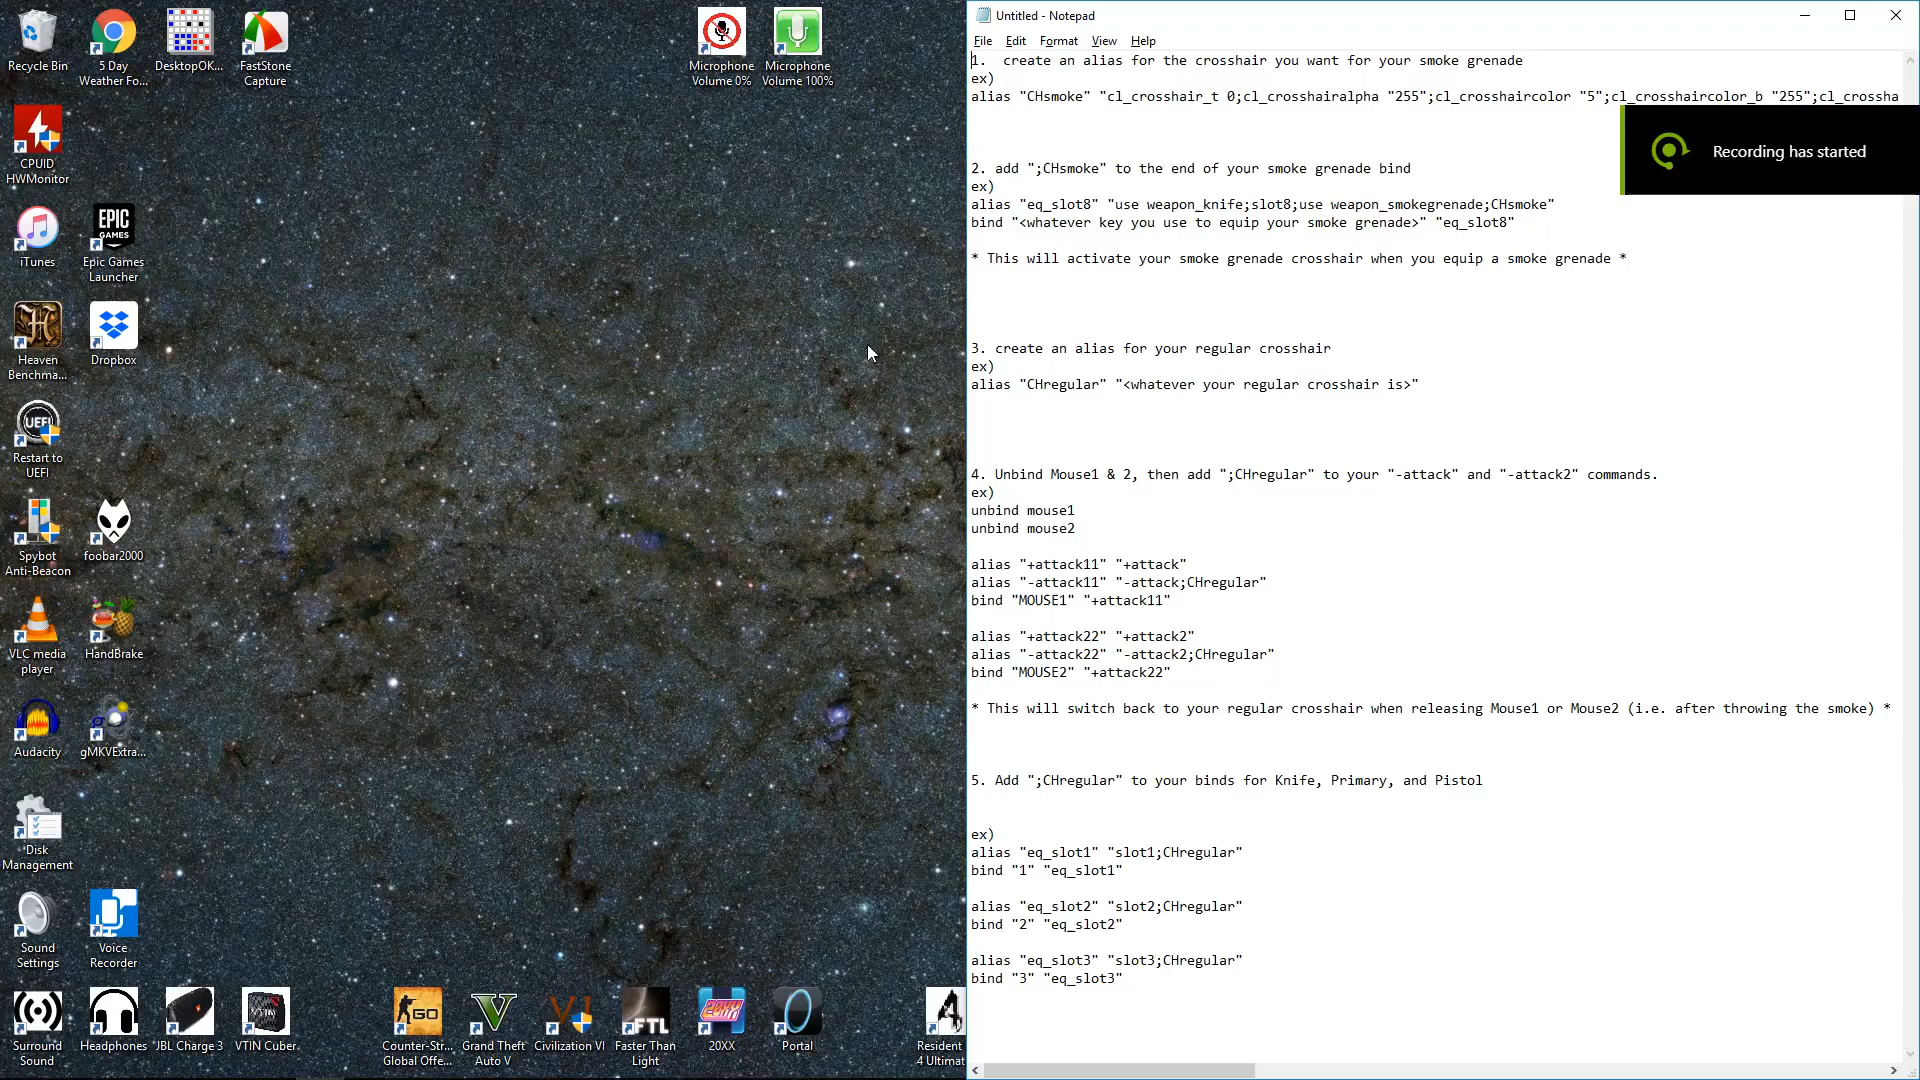 Recycle Bin
5 Day
Weather Fo...
DesktopOK...
FastStone
Capture
Microphone
Volume 0%
Microphone
Volume 100%
CPUID
HWMonitor
iTunes
EPIC
GAMES
Epic Games
Launcher
Heaven
Benchma...
Dropbox
UEFI
Restart to
UEFI
Spybot
Anti-Beacon
foobar2000
VLC media
player
HandBrake
Audacity
gMKVExtra...
Disk
Management
Sound
Settings
Voice
Recorder
Surround
Sound
Headphones
JBL Charge 3
VTIN Cuber
GO
Counter-Str...
Global Offe...
Grand Theft
Auto V
VI
Civilization VI
FTL
Faster Than
Light
20XX
20XX
Portal
4
Resident
4 Ultimat
Untitled - Notepad
File Edit Format View Help
1.  create an alias for the crosshair you want for your smoke grenade
ex)
alias "CHsmoke" "cl_crosshair_t 0;cl_crosshairalpha "255";cl_crosshaircolor "5";cl_crosshaircolor_b "255";cl_crossha
Recording has started
2. add ";CHsmoke" to the end of your smoke grenade bind
ex)
alias "eq_slot8" "use weapon_knife;slot8;use weapon_smokegrenade;CHsmoke"
bind "<whatever key you use to equip your smoke grenade>" "eq_slot8"
* This will activate your smoke grenade crosshair when you equip a smoke grenade *
3. create an alias for your regular crosshair
ex)
alias "CHregular" "<whatever your regular crosshair is>"
4. Unbind Mouse1 & 2, then add ";CHregular" to your "-attack" and "-attack2" commands.
ex)
unbind mouse1
unbind mouse2
alias "+attack11" "+attack"
alias "-attack11" "-attack;CHregular"
bind "MOUSE1" "+attack11"
alias "+attack22" "+attack2"
alias "-attack22" "-attack2;CHregular"
bind "MOUSE2" "+attack22"
* This will switch back to your regular crosshair when releasing Mouse1 or Mouse2 (i.e. after throwing the smoke) *
5. Add ";CHregular" to your binds for Knife, Primary, and Pistol
ex)
alias "eq_slot1" "slot1;CHregular"
bind "1" "eq_slot1"
alias "eq_slot2" "slot2;CHregular"
bind "2" "eq_slot2"
alias "eq_slot3" "slot3;CHregular"
bind "3" "eq_slot3"